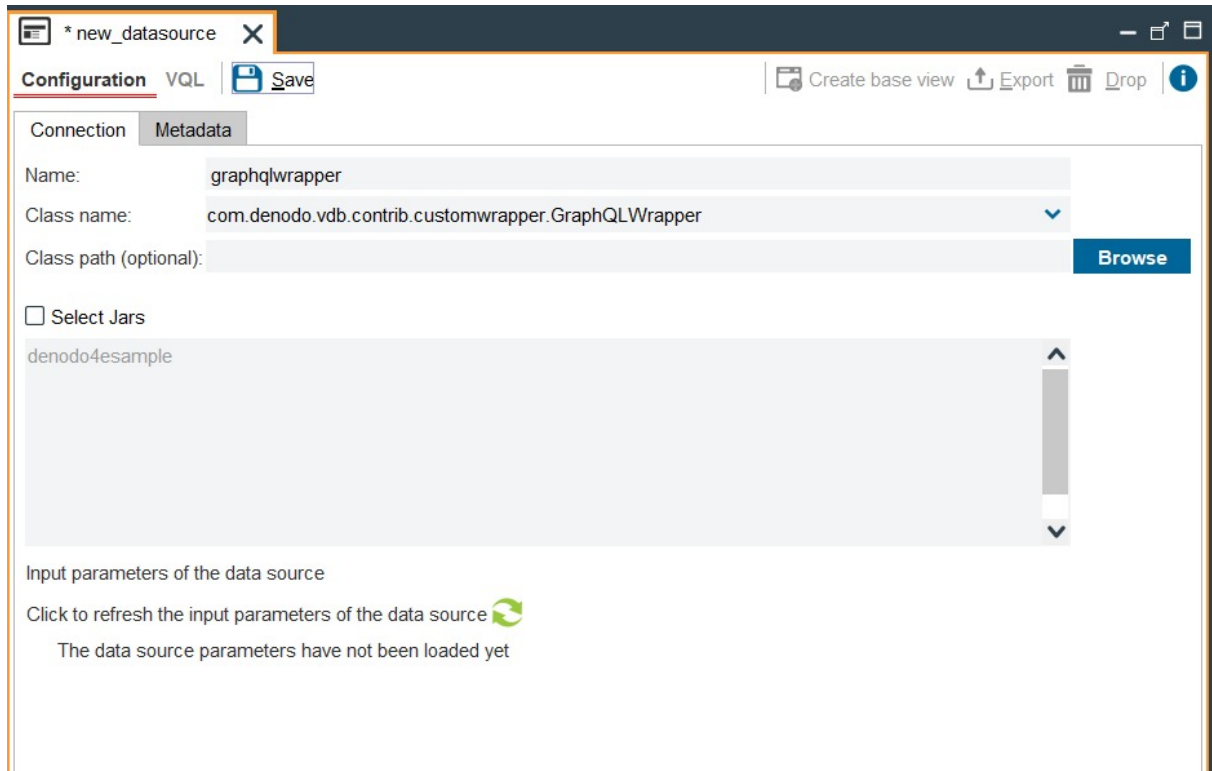 * new_datasource
Configuration VQL Save Create base view Export Drop
Connection Metadata
Name: graphqlwrapper
Class name: com.denodo.vdb.contrib.customwrapper.GraphQLWrapper
Class path (optional): Browse
Select Jars
denodo4esample
Input parameters of the data source
Click to refresh the input parameters of the data source
The data source parameters have not been loaded yet